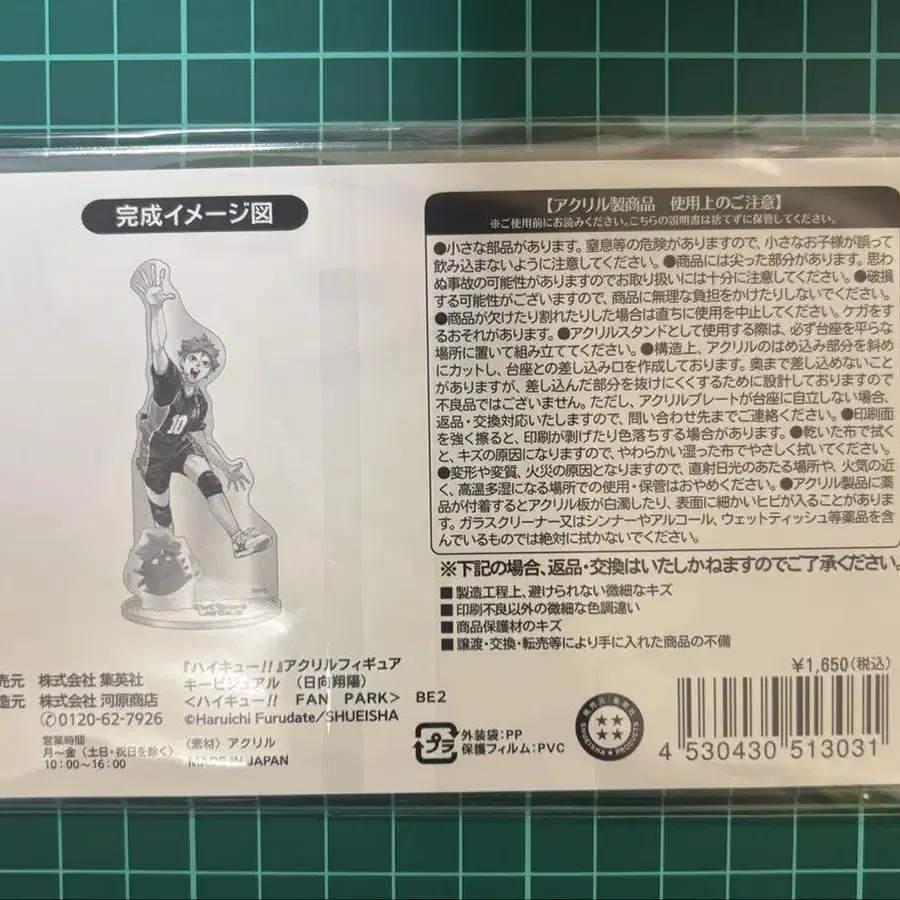 完成イメージ図
10
【アクリル製商品　使用上のご注意】
※ご使用前にお読みください。こちらの説明書は捨てずに保管してください。
●小さな部品があります。窒息等の危険がありますので、小さなお子様が誤って
飲み込まないように注意してください。●商品には尖った部分があります。思わ
ぬ事故の可能性がありますのでお取り扱いには十分に注意してください。●破損
する可能性がございますので、商品に無理な負担をかけたりしないでください。
●商品が欠けたり割れたりした場合は直ちに使用を中止してください。ケガをす
るおそれがあります。●アクリルスタンドとして使用する際は、必ず台座を平らな
場所に置いて組み立ててください。●構造上、アクリルのはめ込み部分を斜め
にカットし、台座との差し込み口を作成しております。奥まで差し込めないこと
がありますが、差し込んだ部分を抜けにくくするために設計しておりますので
不良品ではございません。ただし、アクリルプレートが台座に自立しない場合、
返品・交換対応いたしますので、問い合わせ先までご連絡ください。●印刷面
を強く擦ると、印刷が剥げたり色落ちする場合があります。●乾いた布で拭く
と、キズの原因になりますので、やわらかい湿った布でやさしく拭いてください。
●変形や変質、火災の原因となりますので、直射日光のあたる場所や、火気の近
く、高温多湿になる場所での使用・保管はおやめください。●アクリル製品に薬
品が付着するとアクリル板が白濁したり、表面に細かいヒビが入ることがありま
す。ガラスクリーナー又はシンナーやアルコール、ウェットティッシュ等薬品を含
んでいるものでは絶対に拭かないでください。
※下記の場合、返品・交換はいたしかねますのでご了承ください。
■製造工程上、避けられない微細なキズ
■印刷不良以外の微細な色調違い
■商品保護材のキズ
■譲渡・交換・転売等により手に入れた商品の不備
売元　株式会社 集英社
造元　株式会社 河原商店
0120-62-7926
営業時間
月～金（土日・祝日を除く）
10:00～16:00
『ハイキュー!!』アクリルフィギュア
キービジュアル　（日向翔陽）
＜ハイキュー!!　FAN　PARK＞　BE2
©Haruichi Furudate/SHUEISHA
〈素材〉アクリル
MADE IN JAPAN
プラ
外装袋:PP
保護フィルム:PVC
発売元 集英社
SHUEISHA PRODUCTS
¥1,650(税込)
4 530430 513031